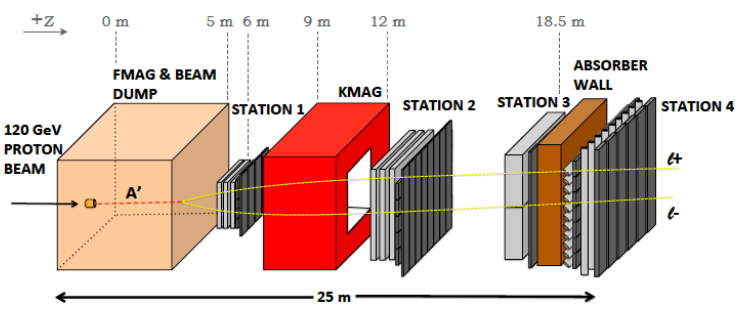 +Z
0 m
5 m
6 m
9 m
12 m
18.5 m
FMAG & BEAM
DUMP
STATION 1
KMAG
STATION 2
STATION 3
ABSORBER
WALL
STATION 4
120 GeV
PROTON
BEAM
A'
ℓ+
ℓ-
25 m